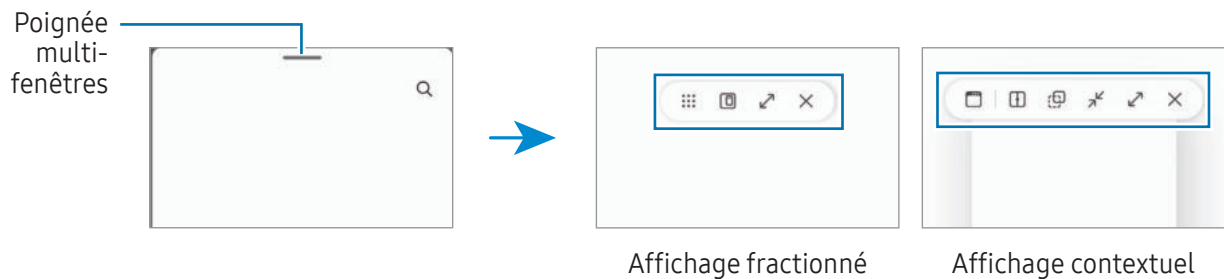 Poignée
multi-
fenêtres
Affichage fractionné
Affichage contextuel